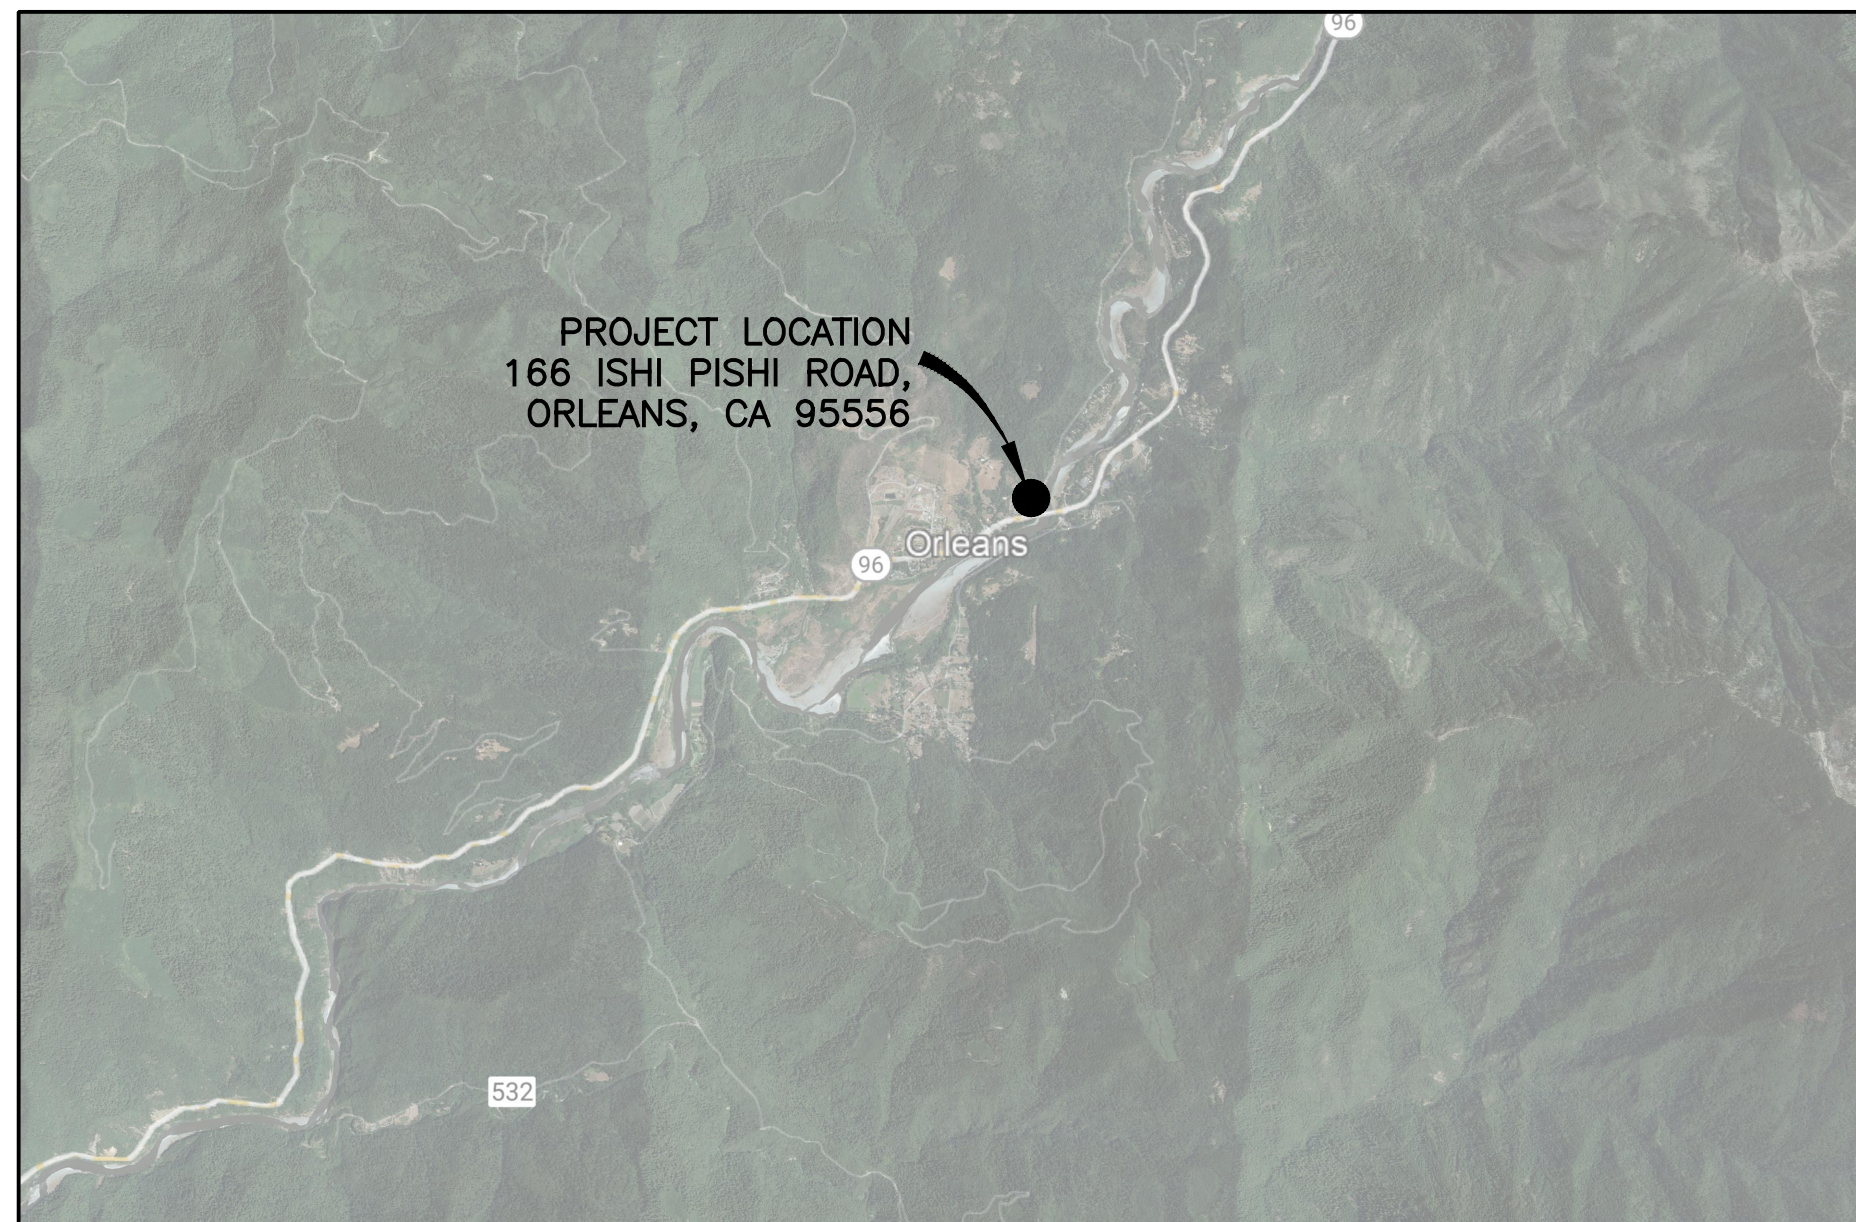 96
PROJECT LOCATION
166 ISHI PISHI ROAD,
ORLEANS, CA 95556
Orleans
96
532